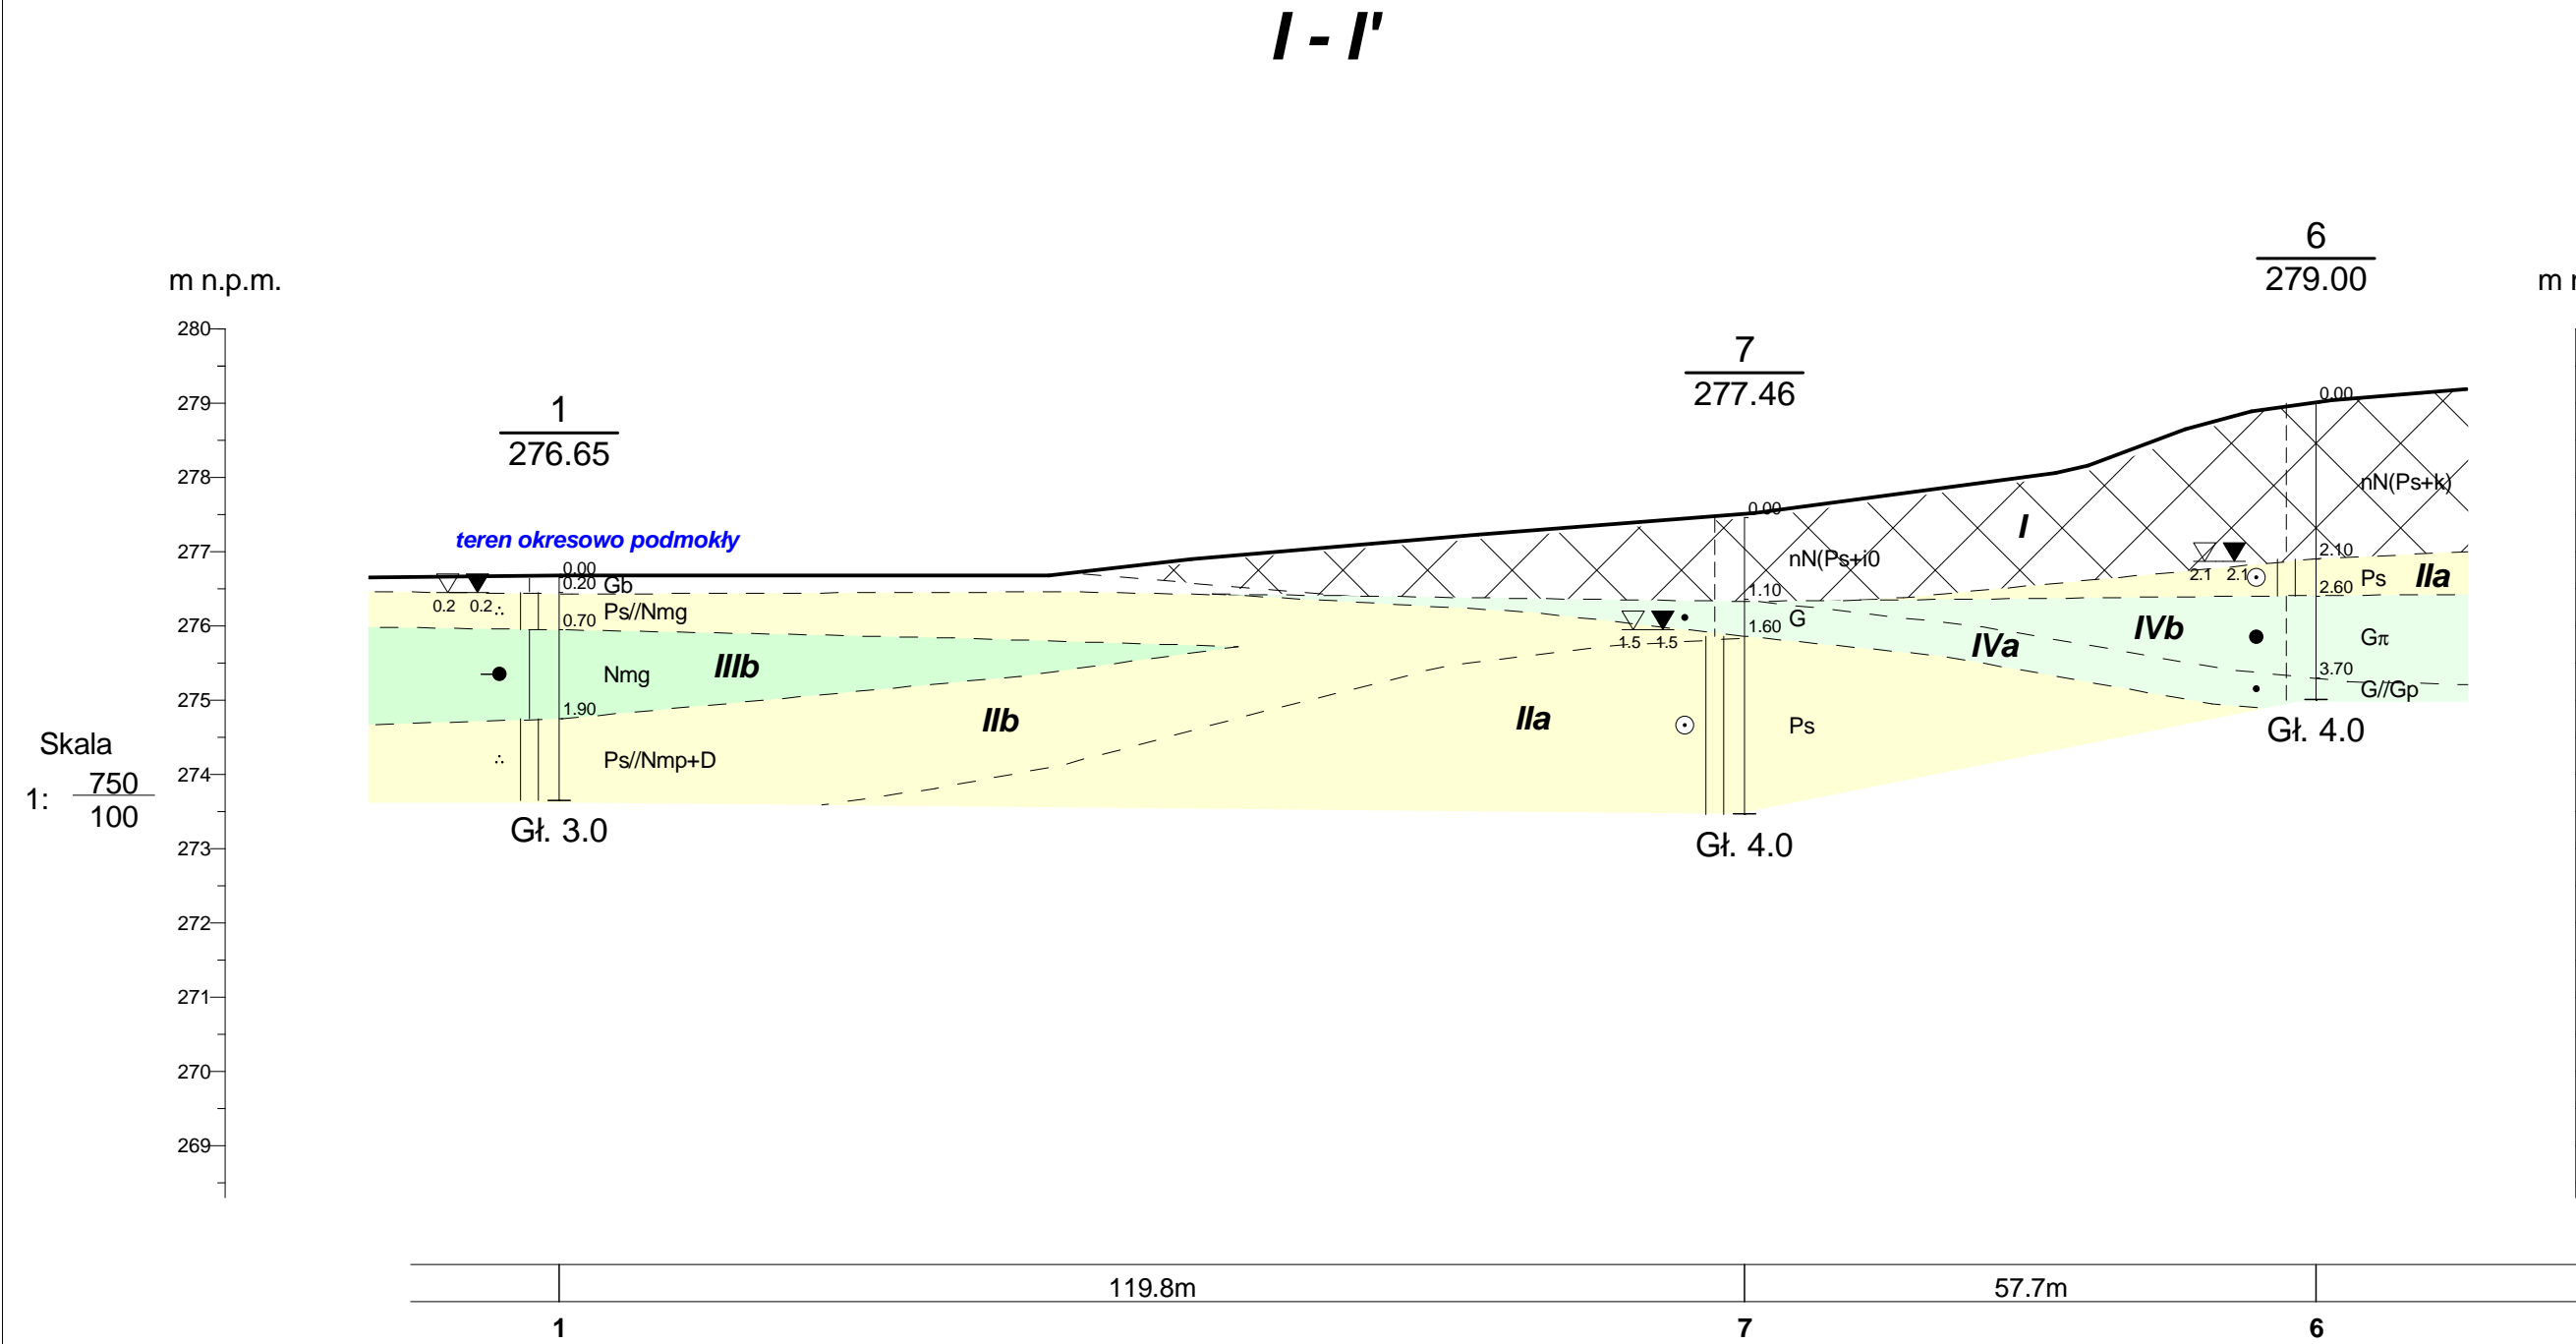 I - I'
6
279.00
m n.p.m.
m
280
7
277.46
279
1
276.65
0.00
278
nN(Ps+k)
I
teren okresowo podmokły
277
0.00
nN(Ps+i0
2.10
2.1 2.1
Ps
IIa
2.60
0.00
0.20
Gb
0.2 0.2
Ps//Nmg
0.70
276
1.10
G
1.60
1.5 1.5
IVa
IVb
Gπ
3.70
G//Gp
Nmg
IIIb
275
1.90
IIb
IIa
Ps
Gł. 4.0
Skala
1:
750
100
274
Ps//Nmp+D
Gł. 3.0
273
Gł. 4.0
272
271
270
269
119.8m
57.7m
1
7
6